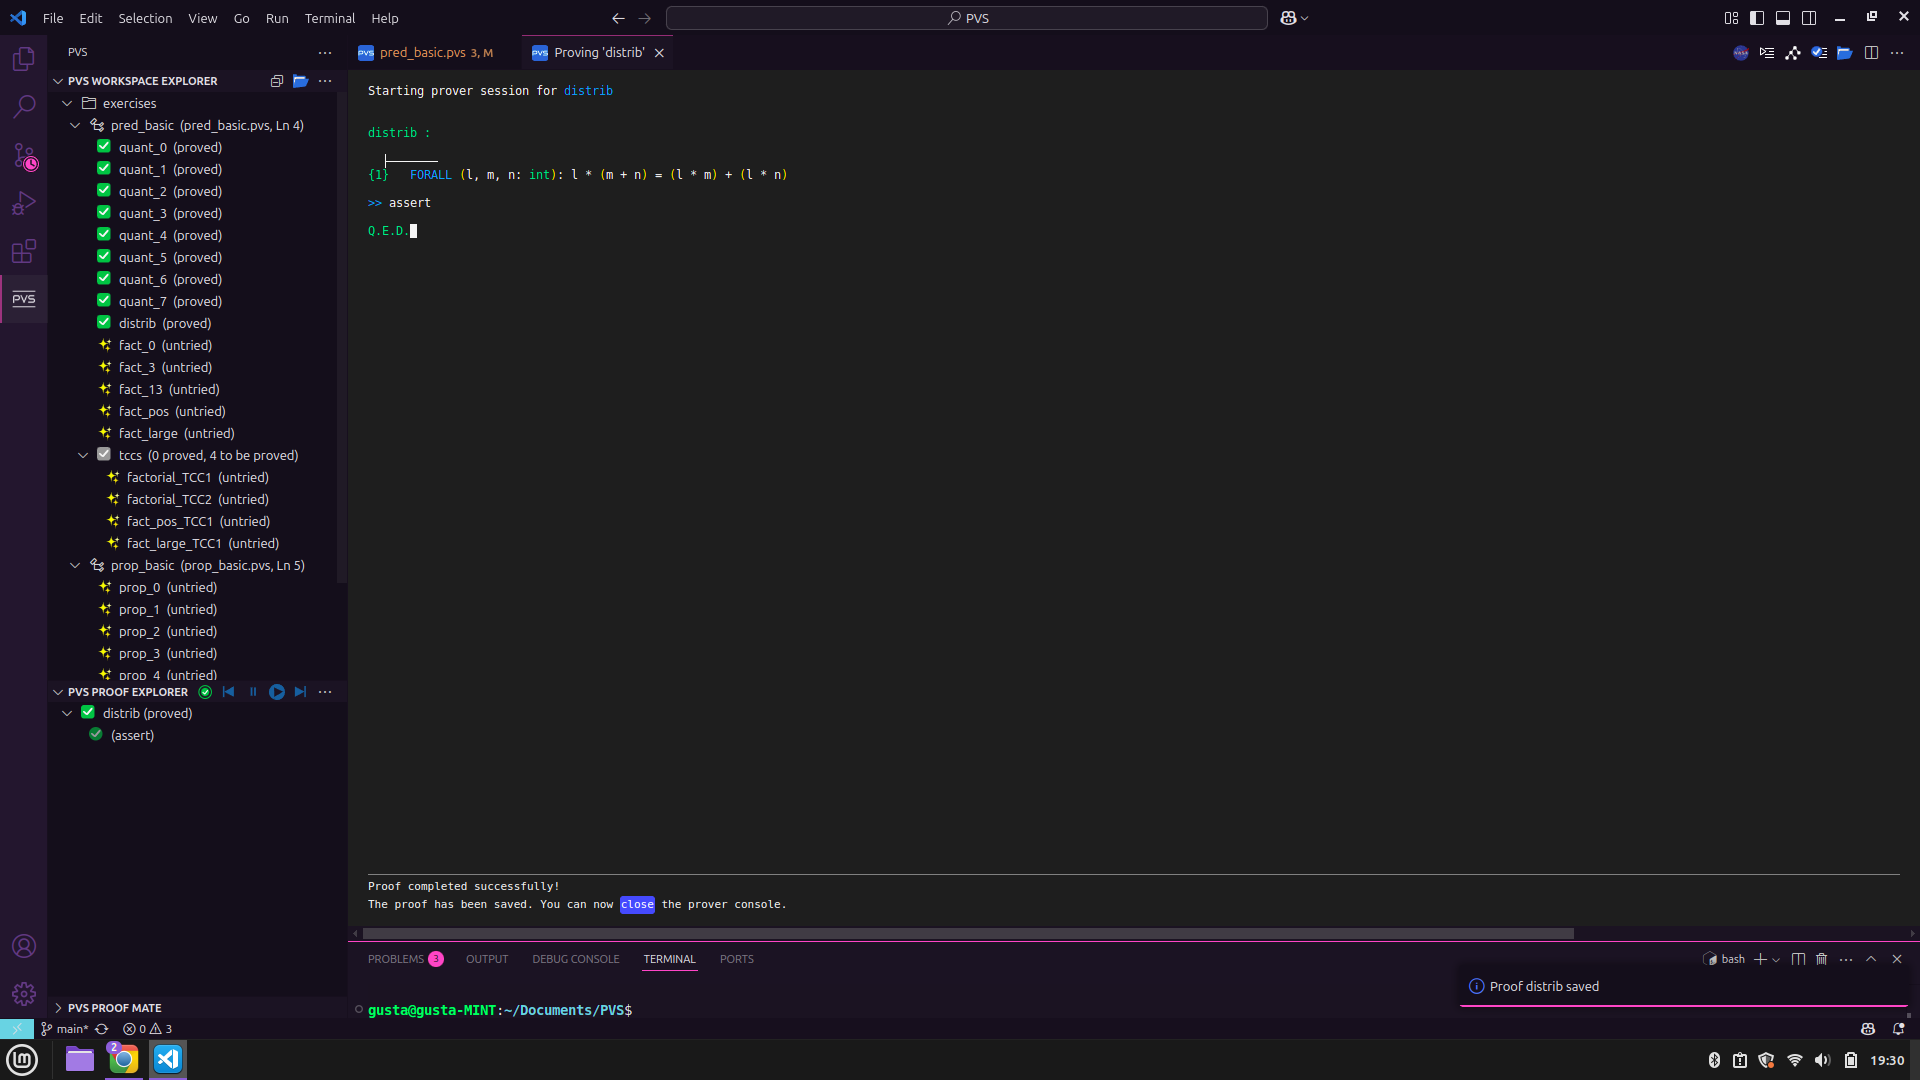 File Edit Selection View Go Run Terminal Help
PVS
PVS
PVS WORKSPACE EXPLORER
exercises
pred_basic (pred_basic.pvs, Ln 4)
quant_0 (proved)
quant_1 (proved)
quant_2 (proved)
quant_3 (proved)
quant_4 (proved)
quant_5 (proved)
quant_6 (proved)
quant_7 (proved)
distrib (proved)
fact_0 (untried)
fact_3 (untried)
fact_13 (untried)
fact_pos (untried)
fact_large (untried)
tccs (0 proved, 4 to be proved)
factorial_TCC1 (untried)
factorial_TCC2 (untried)
fact_pos_TCC1 (untried)
fact_large_TCC1 (untried)
prop_basic (prop_basic.pvs, Ln 5)
prop_0 (untried)
prop_1 (untried)
prop_2 (untried)
prop_3 (untried)
prop_4 (untried)
PVS PROOF EXPLORER
distrib (proved)
(assert)
PVS PROOF MATE
PVS
PVS pred_basic.pvs 3, M
PVS Proving 'distrib'
Starting prover session for distrib
distrib :
{1} FORALL (l, m, n: int): l * (m + n) = (l * m) + (l * n)
>> assert
Q.E.D.
Proof completed successfully!
The proof has been saved. You can now close the prover console.
PROBLEMS 3 OUTPUT DEBUG CONSOLE TERMINAL PORTS
bash
gusta@gusta-MINT:~/Documents/PVS$
Proof distrib saved
main* 0 3
2
19:30